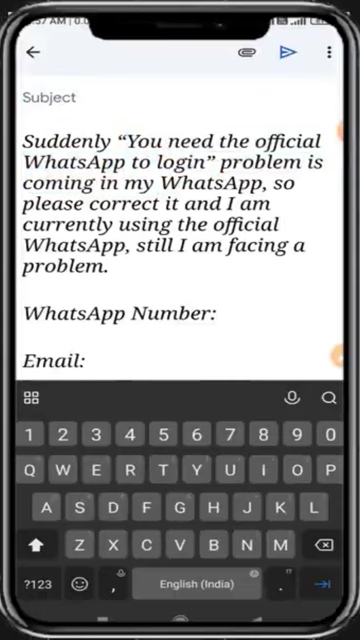 Subject
Suddenly “You need the official
WhatsApp to login” problem is
coming in my WhatsApp, so
please correct it and I am
currently using the official
WhatsApp, still I am facing a
problem.
WhatsApp Number:
Email:
1 2 3 4 5 6 7 8 9 0
Q W E R T Y U I O P
A S D F G H J K L
Z X C V B N M
?123 , English (India) .